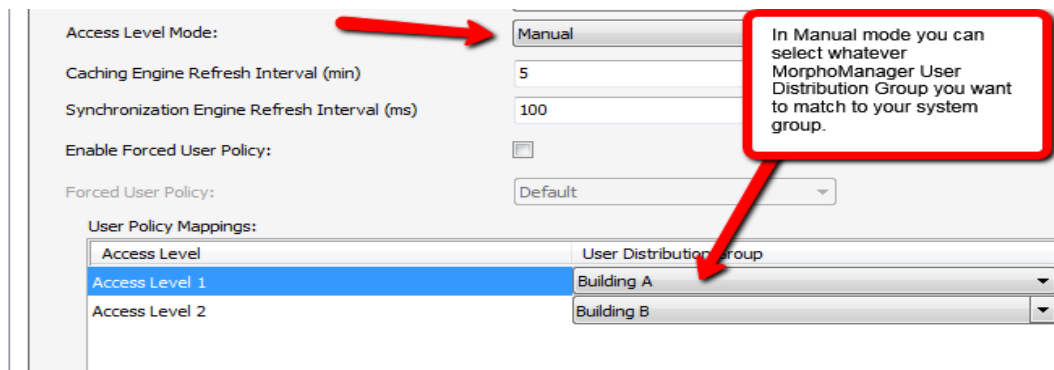 Access Level Mode:
Manual
In Manual mode you can
select whatever
MorphoManager User
Distribution Group you want
to match to your system
group.
Caching Engine Refresh Interval (min)
5
Synchronization Engine Refresh Interval (ms)
100
Enable Forced User Policy:
Forced User Policy:
Default
User Policy Mappings:
Access Level
User Distribution Group
Access Level 1
Building A
Access Level 2
Building B